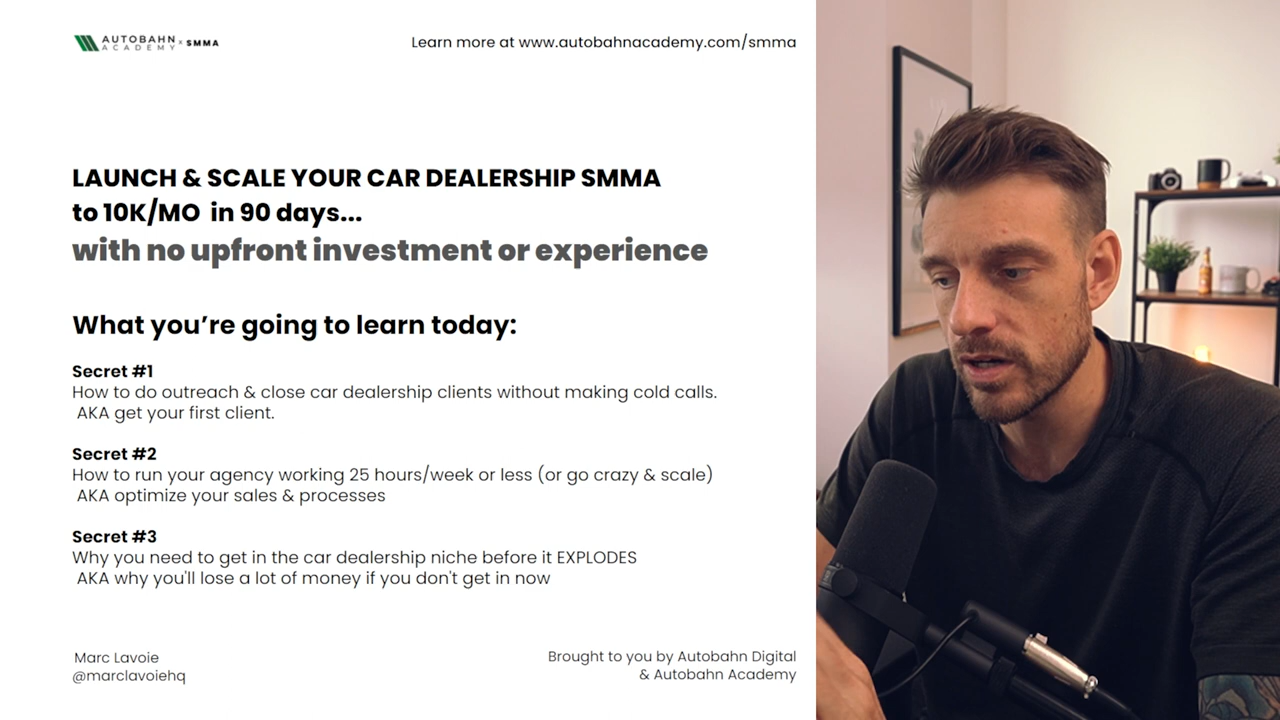 AUTOBAHN
ACADEMY x SMMA
Learn more at www.autobahnacademy.com/smma
LAUNCH & SCALE YOUR CAR DEALERSHIP SMMA
to 10K/MO in 90 days...
with no upfront investment or experience
What you’re going to learn today:
Secret #1
How to do outreach & close car dealership clients without making cold calls.
AKA get your first client.
Secret #2
How to run your agency working 25 hours/week or less (or go crazy & scale)
AKA optimize your sales & processes
Secret #3
Why you need to get in the car dealership niche before it EXPLODES
AKA why you'll lose a lot of money if you don't get in now
Marc Lavoie
@marclavoiehq
Brought to you by Autobahn Digital
& Autobahn Academy